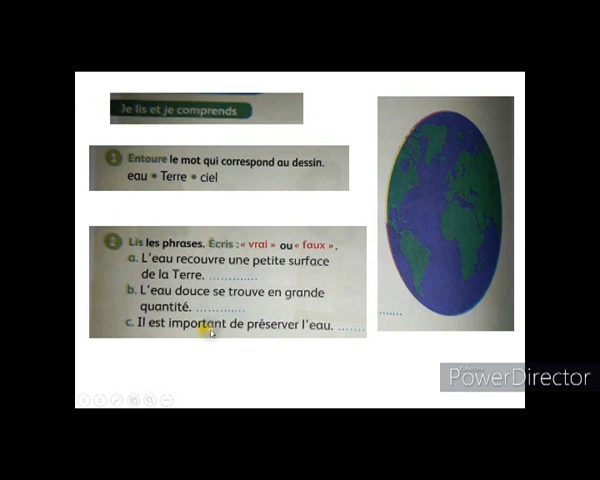 Je lis et je comprends
1 Entoure le mot qui correspond au dessin.
eau • Terre • ciel
2 Lis les phrases. Écris : « vrai » ou « faux ».
a. L'eau recouvre une petite surface
de la Terre. .............
b. L'eau douce se trouve en grande
quantité. .............
c. Il est important de préserver l'eau. .......
.......
PowerDirector